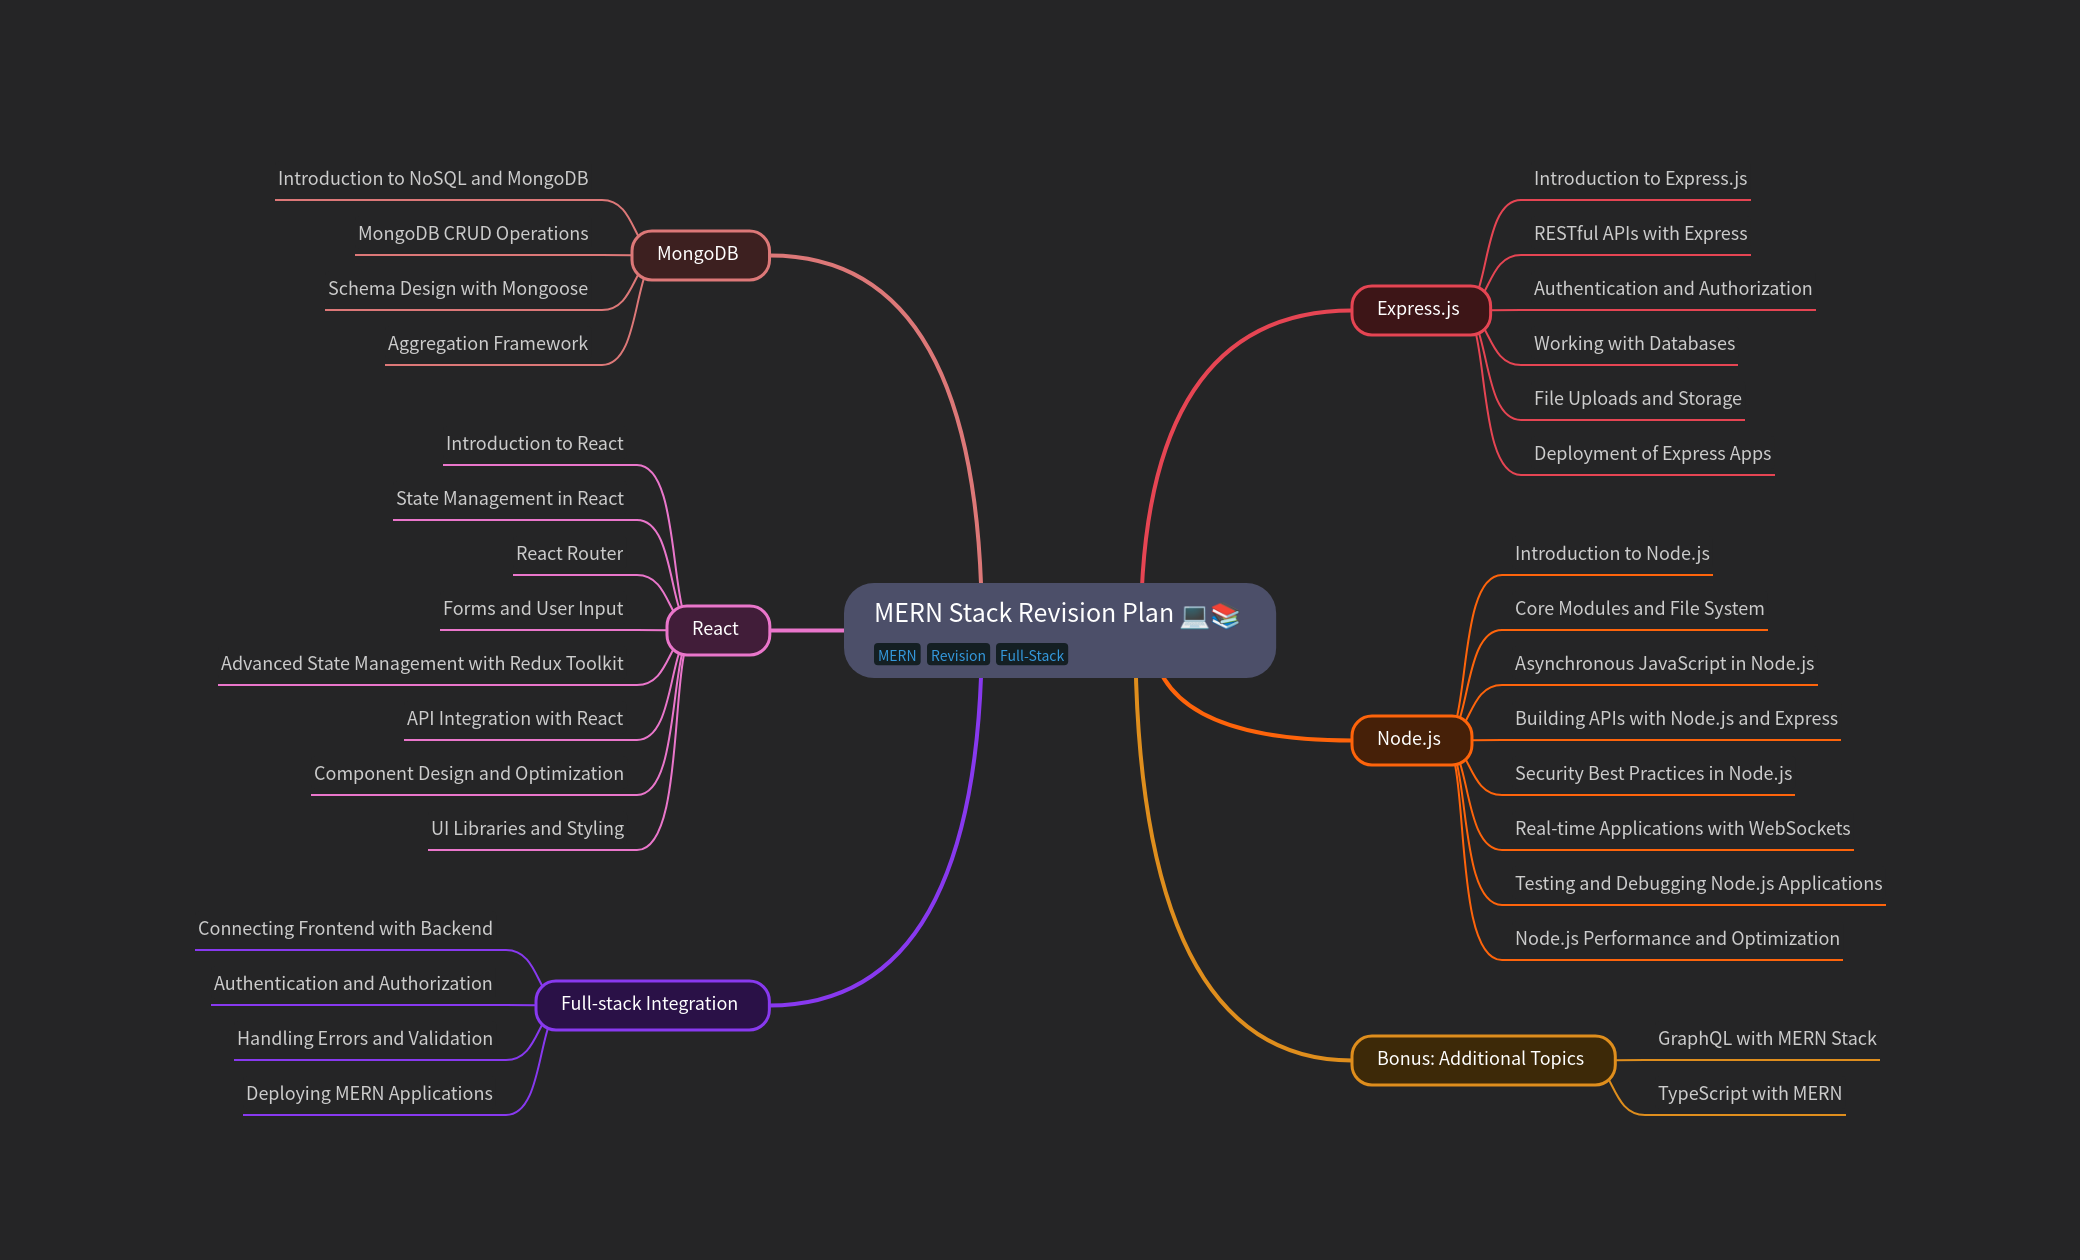 MERN Stack Revision Plan 💻📚
MERN Revision Full-Stack
MongoDB
Introduction to NoSQL and MongoDB
MongoDB CRUD Operations
Schema Design with Mongoose
Aggregation Framework
React
Introduction to React
State Management in React
React Router
Forms and User Input
Advanced State Management with Redux Toolkit
API Integration with React
Component Design and Optimization
UI Libraries and Styling
Full-stack Integration
Connecting Frontend with Backend
Authentication and Authorization
Handling Errors and Validation
Deploying MERN Applications
Express.js
Introduction to Express.js
RESTful APIs with Express
Authentication and Authorization
Working with Databases
File Uploads and Storage
Deployment of Express Apps
Node.js
Introduction to Node.js
Core Modules and File System
Asynchronous JavaScript in Node.js
Building APIs with Node.js and Express
Security Best Practices in Node.js
Real-time Applications with WebSockets
Testing and Debugging Node.js Applications
Node.js Performance and Optimization
Bonus: Additional Topics
GraphQL with MERN Stack
TypeScript with MERN